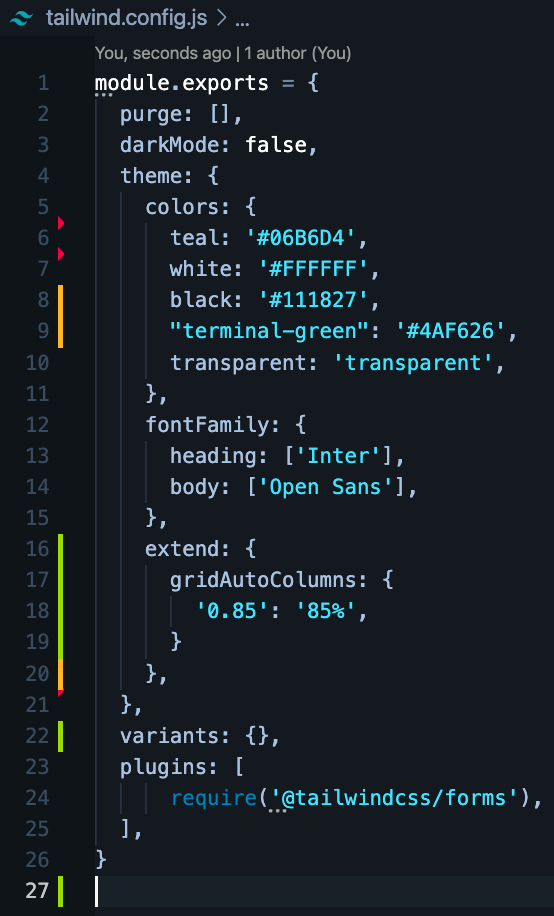 tailwind.config.js > ...
You, seconds ago | 1 author (You)
1 module.exports = {
2   purge: [],
3   darkMode: false,
4   theme: {
5     colors: {
6       teal: '#06B6D4',
7       white: '#FFFFFF',
8       black: '#111827',
9       "terminal-green": '#4AF626',
10       transparent: 'transparent',
11     },
12     fontFamily: {
13       heading: ['Inter'],
14       body: ['Open Sans'],
15     },
16     extend: {
17       gridAutoColumns: {
18         '0.85': '85%',
19       }
20     },
21   },
22   variants: {},
23   plugins: [
24       require('@tailwindcss/forms'),
25   ],
26 }
27